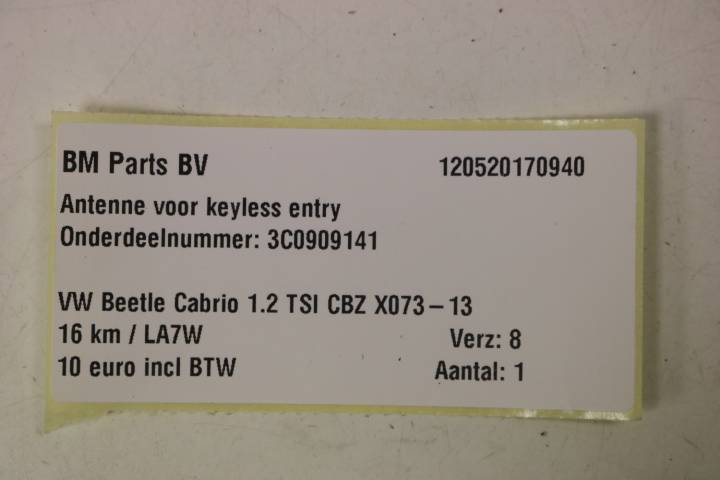 BM Parts BV 120520170940
Antenne voor keyless entry
Onderdeelnummer: 3C0909141
VW Beetle Cabrio 1.2 TSI CBZ X073-13
16 km / LA7W Verz: 8
10 euro incl BTW Aantal: 1